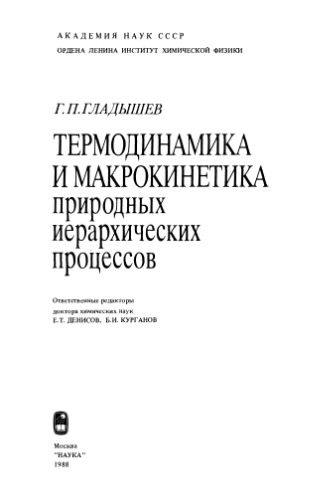 АКАДЕМИЯ НАУК СССР
ОРДЕНА ЛЕНИНА ИНСТИТУТ ХИМИЧЕСКОЙ ФИЗИКИ
Г.П.ГЛАДЫШЕВ
ТЕРМОДИНАМИКА
И МАКРОКИНЕТИКА
природных
иерархических
процессов
Ответственные редакторы
доктора химических наук
Е.Т. ДЕНИСОВ, Б.И. КУРГАНОВ
Москва
"НАУКА"
1988